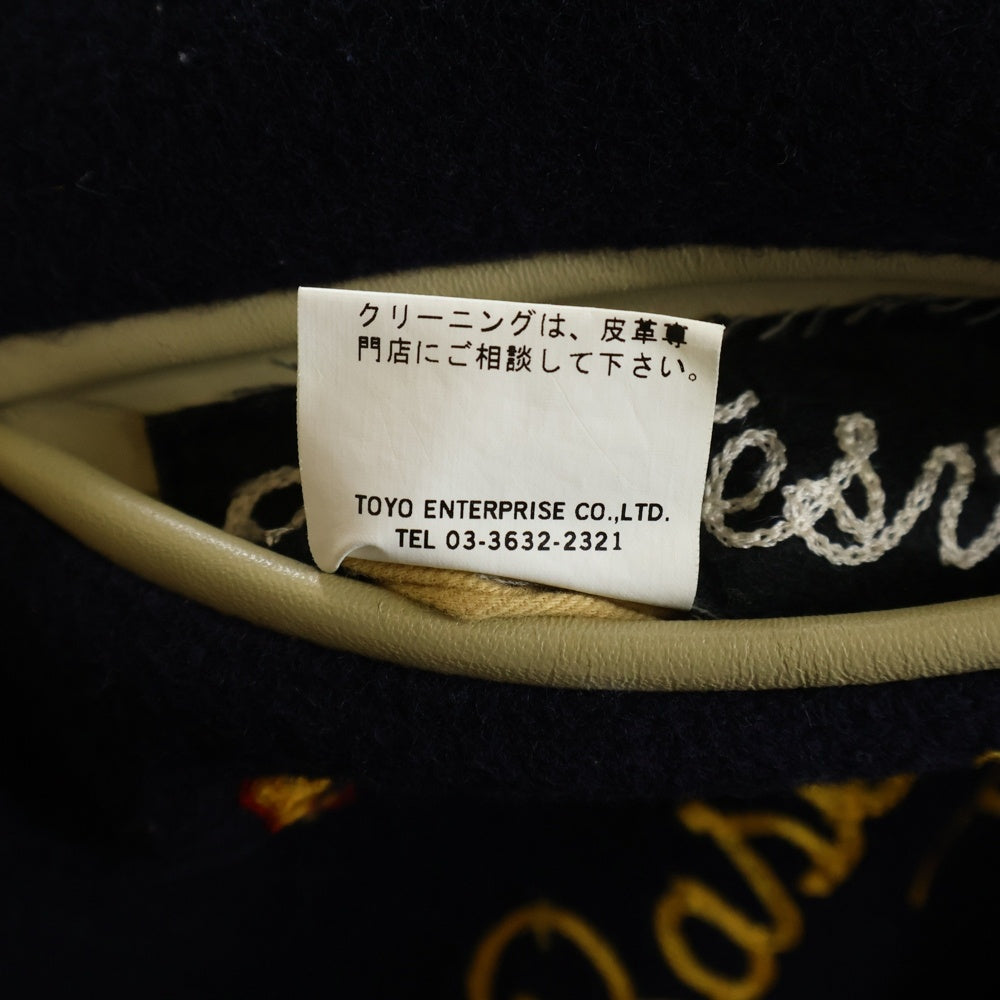 クリーニングは、皮革専
門店にご相談して下さい。
TOYO ENTERPRISE CO.,LTD.
TEL 03-3632-2321